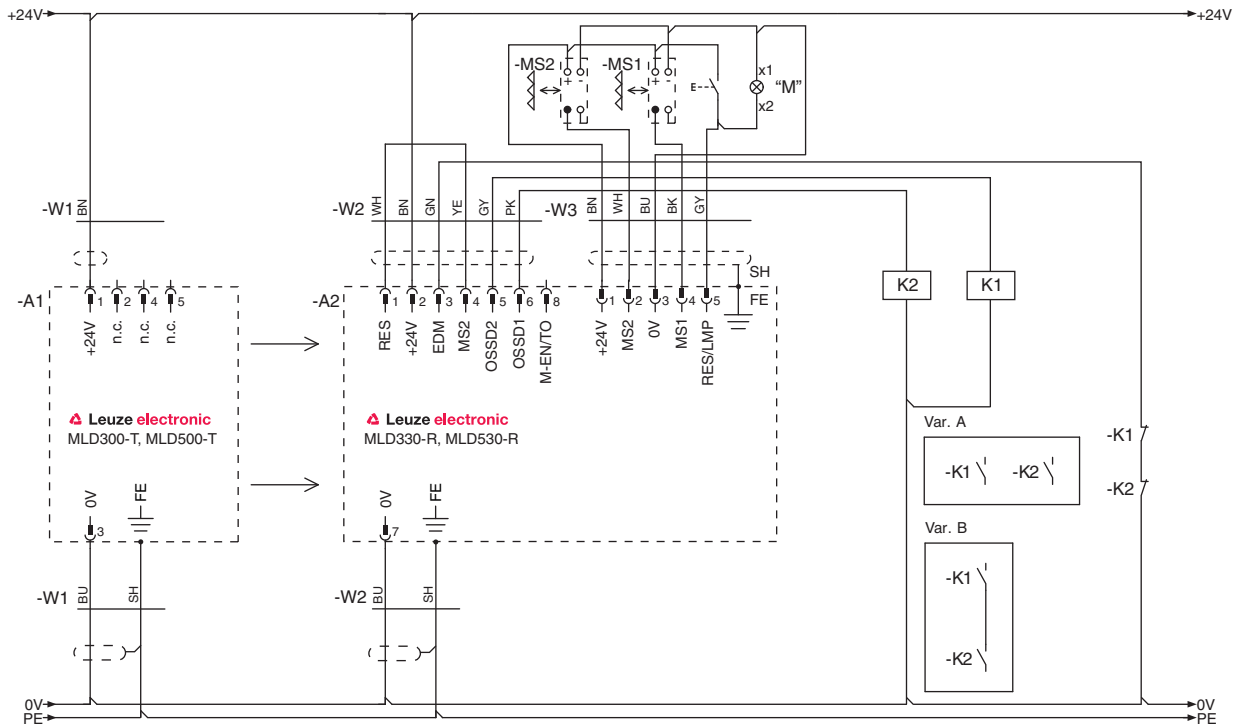 +24V
+24V
-MS2
+ -
-MS1
+ -
E
x1
"M"
x2
-W1
BN
-W2
WH
BN
GN
YE
GY
PK
-W3
BN
WH
BU
BK
GY
SH
FE
-A1
1
2
4
5
+24V
n.c.
n.c.
n.c.
-A2
1
2
3
4
5
6
8
RES
+24V
EDM
MS2
OSSD2
OSSD1
M-EN/TO
1
2
3
4
5
+24V
MS2
0V
MS1
RES/LMP
K2
K1
Leuze electronic
MLD300-T, MLD500-T
Leuze electronic
MLD330-R, MLD530-R
Var. A
-K1
-K2
-K1
-K2
Var. B
-K1
-K2
0V
FE
3
0V
FE
7
-W1
BU
SH
-W2
BU
SH
0V
0V
PE
PE